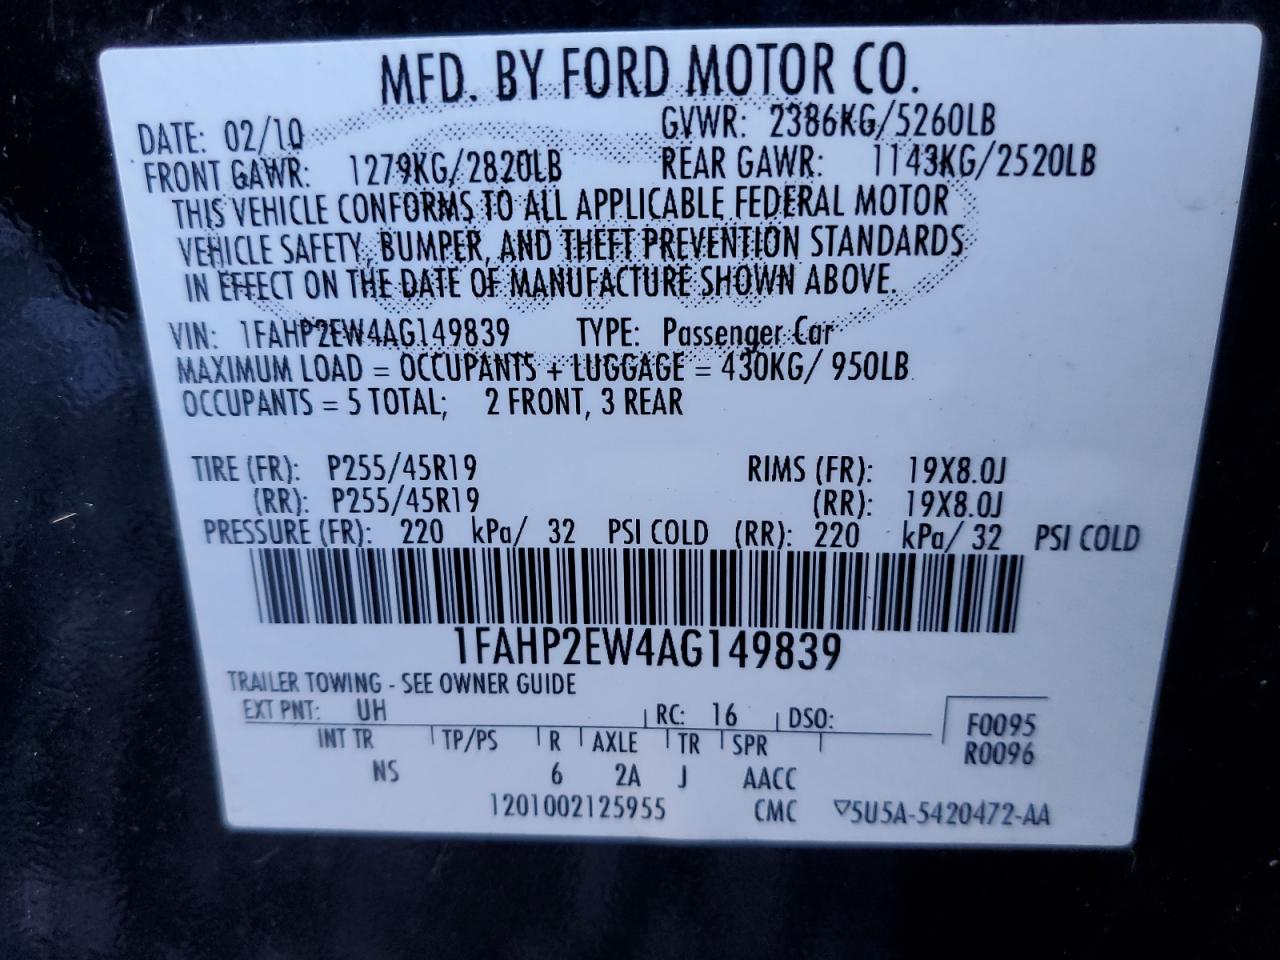 MFD. BY FORD MOTOR CO.
DATE: 02/10 GVWR: 2386KG/5260LB
FRONT GAWR: 1279KG/2820LB REAR GAWR: 1143KG/2520LB
THIS VEHICLE CONFORMS TO ALL APPLICABLE FEDERAL MOTOR
VEHICLE SAFETY, BUMPER, AND THEFT PREVENTION STANDARDS
IN EFFECT ON THE DATE OF MANUFACTURE SHOWN ABOVE.
VIN: 1FAHP2EW4AG149839 TYPE: Passenger Car
MAXIMUM LOAD = OCCUPANTS + LUGGAGE = 430KG/ 950LB
OCCUPANTS = 5 TOTAL; 2 FRONT, 3 REAR
TIRE (FR): P255/45R19 RIMS (FR): 19X8.0J
(RR): P255/45R19 (RR): 19X8.0J
PRESSURE (FR): 220 kPa/ 32 PSI COLD (RR): 220 kPa/ 32 PSI COLD
1FAHP2EW4AG149839
TRAILER TOWING - SEE OWNER GUIDE
EXT PNT: UH RC: 16 DSO: F0095
INT TR TP/PS R AXLE TR SPR R0096
NS 6 2A J AACC
1201002125955 CMC ▽5U5A-5420472-AA